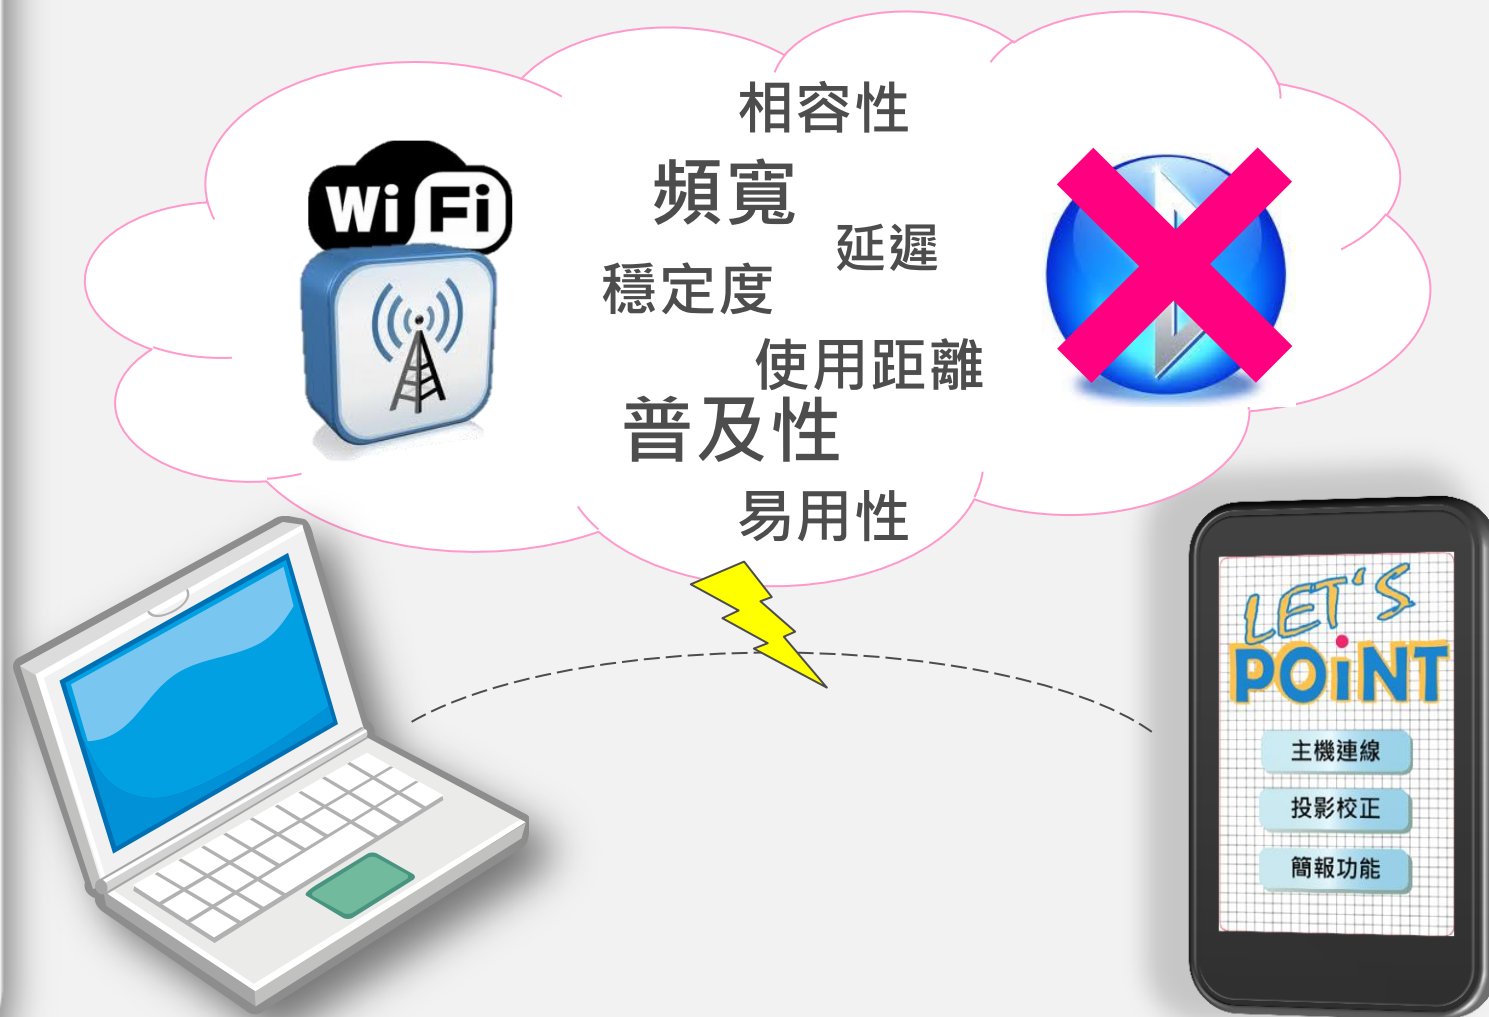 相容性
Wi Fi
頻寬
延遲
穩定度
使用距離
普及性
易用性
LET'S
POiNT
主機連線
投影校正
簡報功能